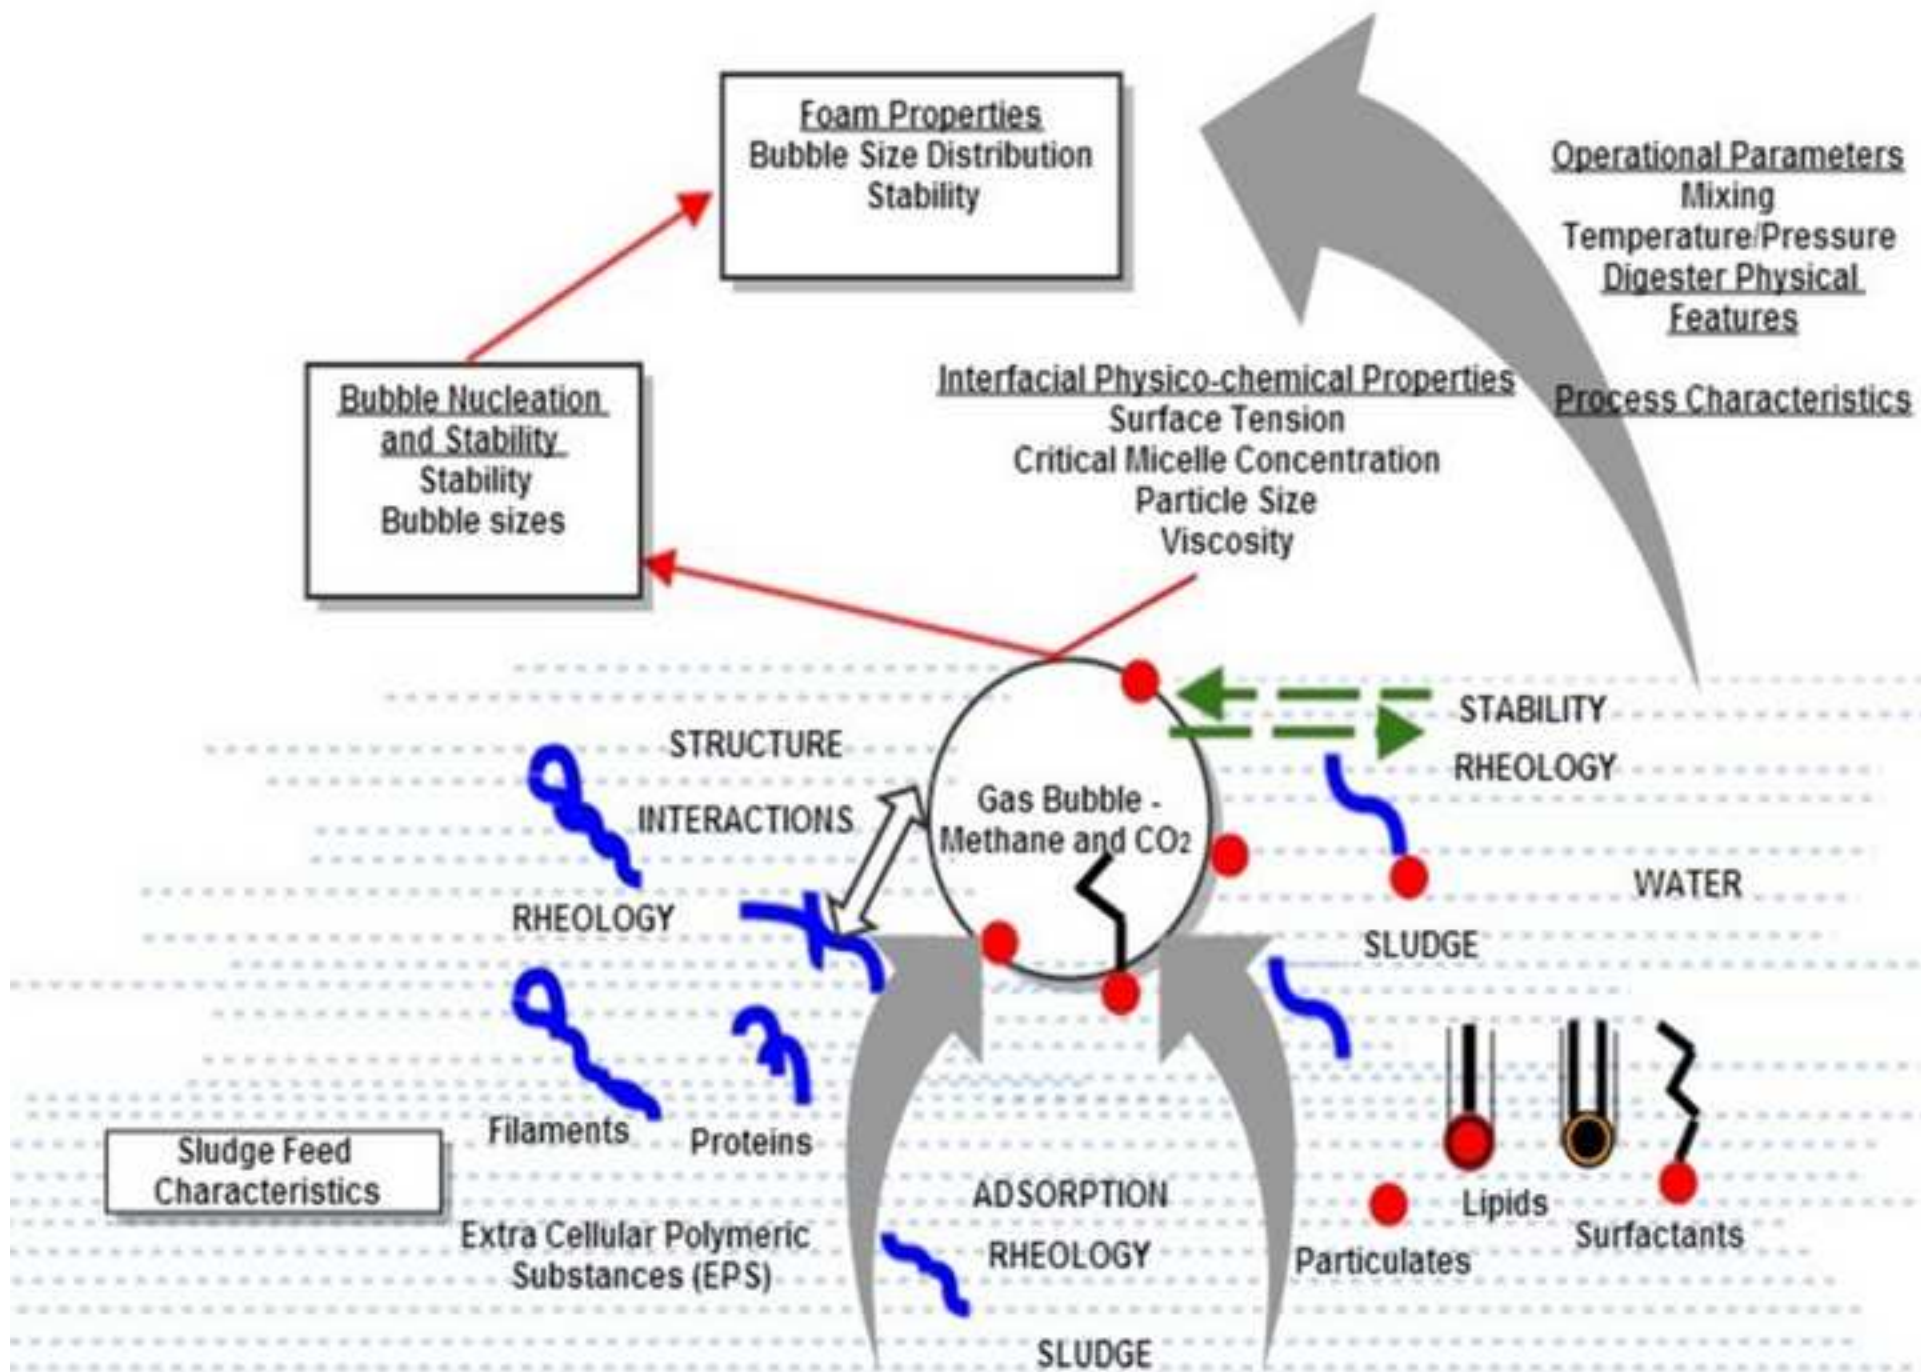 Foam Properties
Bubble Size Distribution
Stability
Operational Parameters
Mixing
Temperature/Pressure
Digester Physical
Features
Process Characteristics
Interfacial Physico-chemical Properties
Surface Tension
Critical Micelle Concentration
Particle Size
Viscosity
Bubble Nucleation
and Stability
Stability
Bubble sizes
STRUCTURE
INTERACTIONS
RHEOLOGY
Gas Bubble -
Methane and CO2
STABILITY
RHEOLOGY
WATER
SLUDGE
Filaments
Proteins
Sludge Feed
Characteristics
Extra Cellular Polymeric
Substances (EPS)
ADSORPTION
RHEOLOGY
SLUDGE
Particulates
Lipids
Surfactants